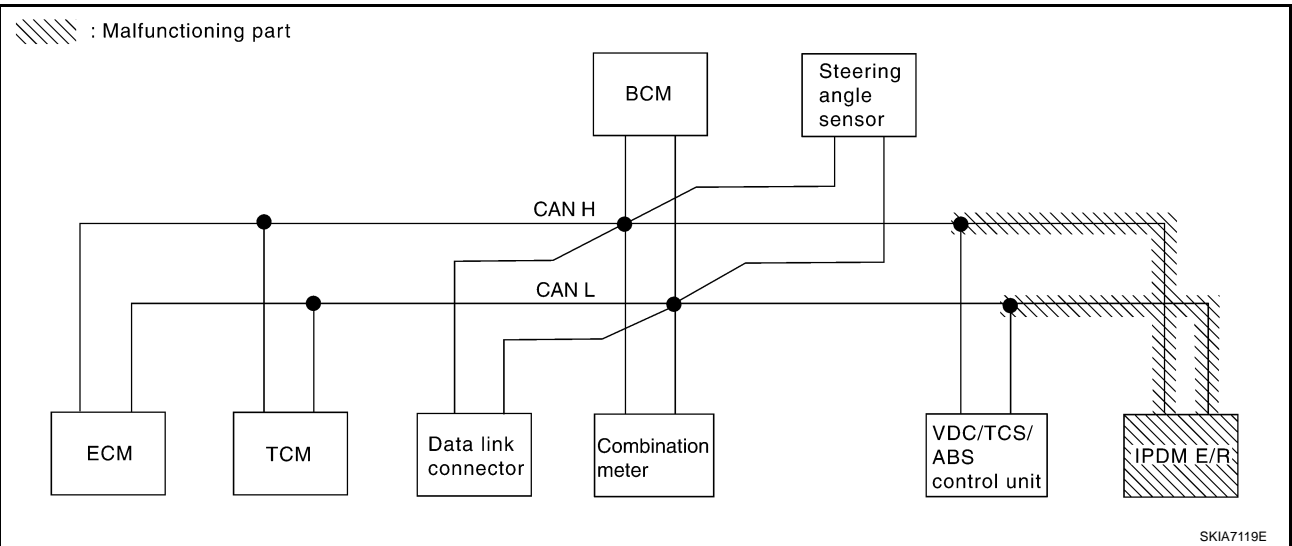 : Malfunctioning part
BCM
Steering
angle
sensor
CAN H
CAN L
ECM
TCM
Data link
connector
Combination
meter
VDC/TCS/
ABS
control unit
IPDM E/R
SKIA7119E